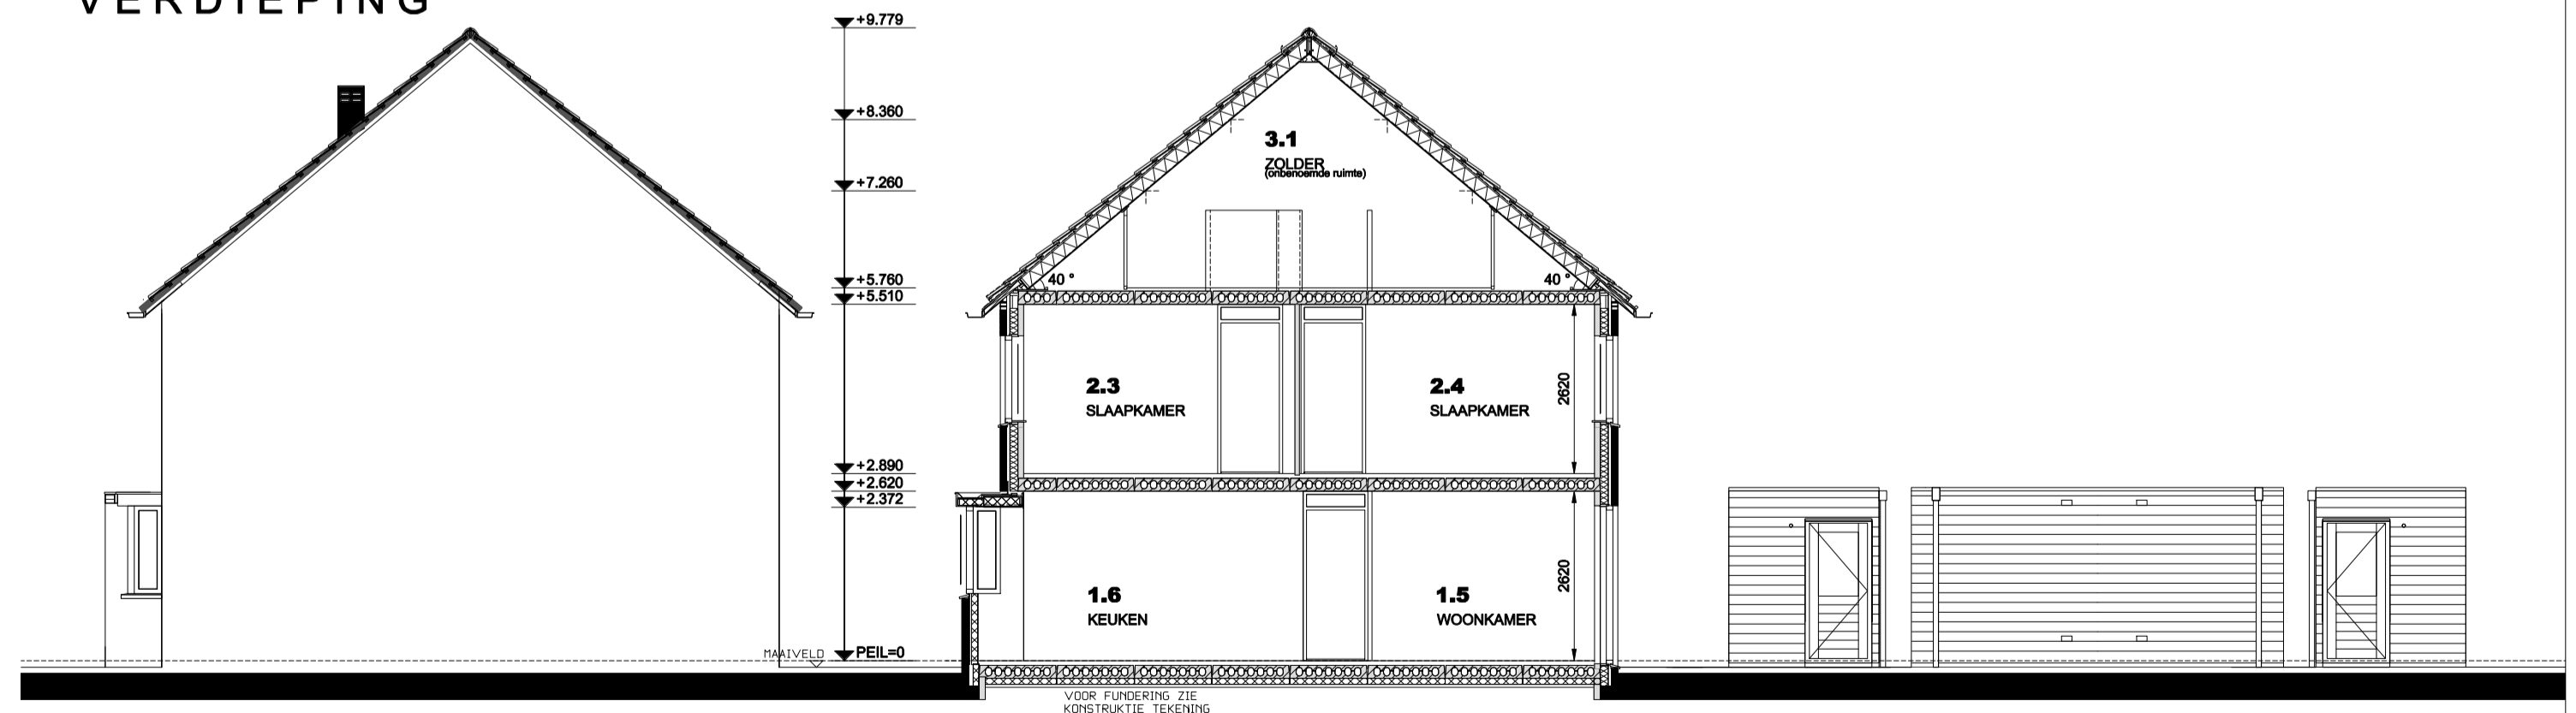 VERDIEPING
+9.779
+8.360
3.1
ZOLDER
(onbenoemde ruimte)
+7.260
+5.760
40 °
40 °
+5.510
2.3
SLAAPKAMER
2.4
SLAAPKAMER
2620
+2.890
+2.620
+2.372
1.6
KEUKEN
1.5
WOONKAMER
2620
MAAIVELD
PEIL=0
VOOR FUNDERING ZIE
KONSTRUKTIE TEKENING